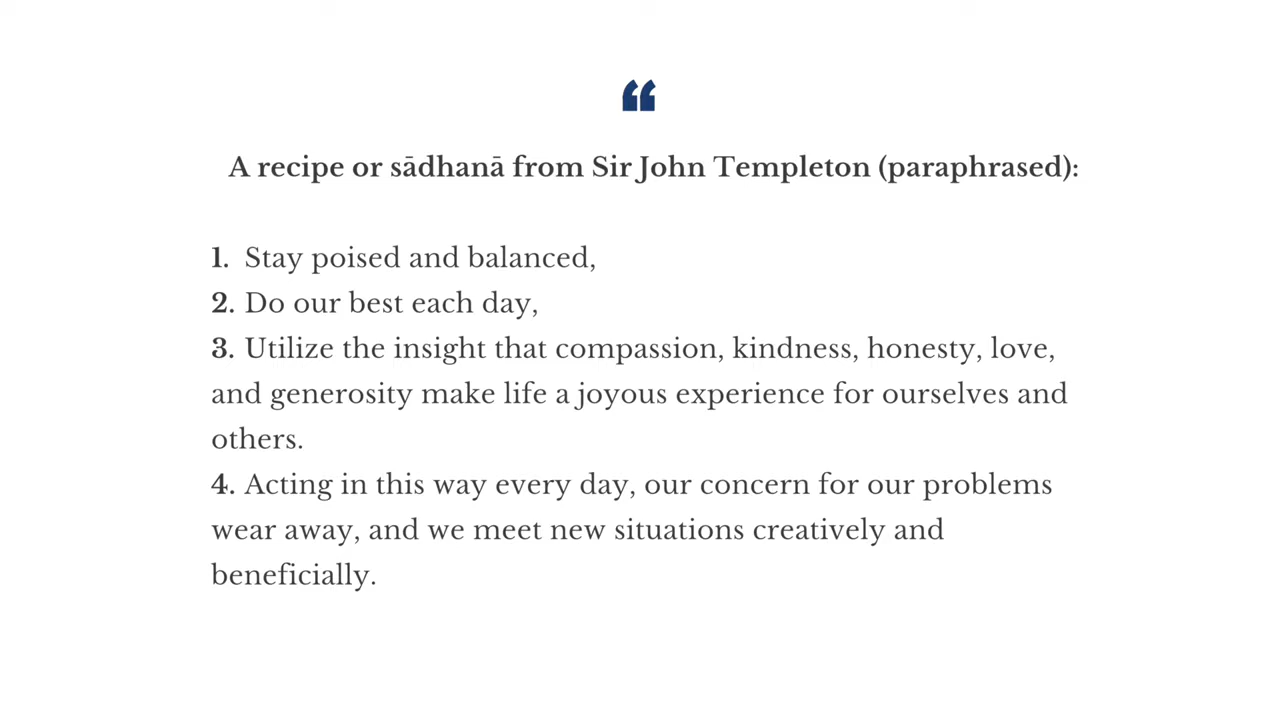 “
A recipe or sādhanā from Sir John Templeton (paraphrased):
1. Stay poised and balanced,
2. Do our best each day,
3. Utilize the insight that compassion, kindness, honesty, love,
and generosity make life a joyous experience for ourselves and
others.
4. Acting in this way every day, our concern for our problems
wear away, and we meet new situations creatively and
beneficially.